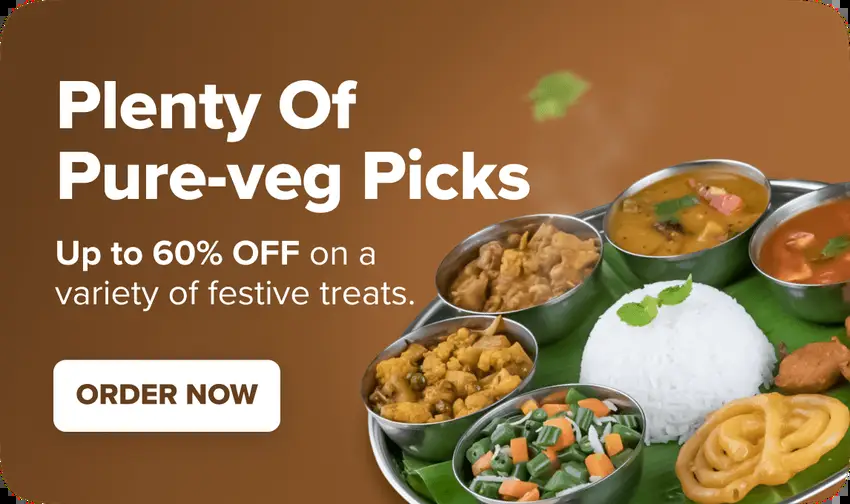 Plenty Of
Pure-veg Picks
Up to 60% OFF on a
variety of festive treats.
ORDER NOW